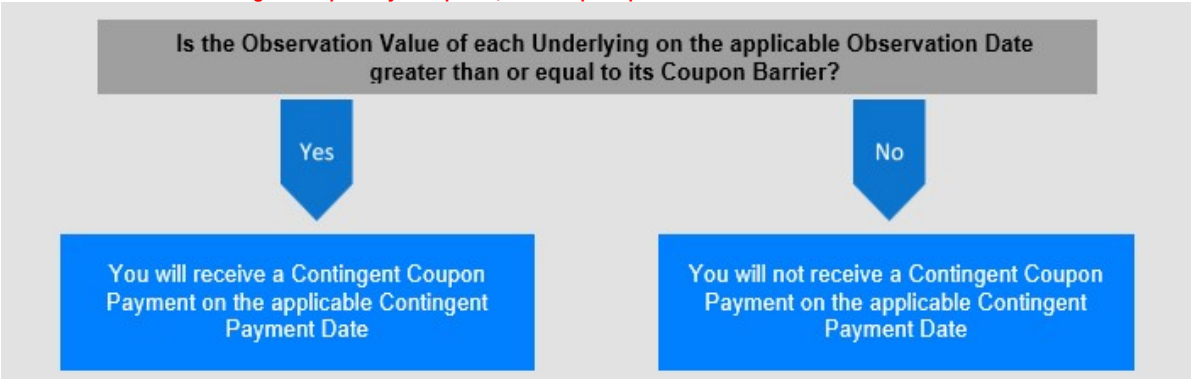 Is the Observation Value of each Underlying on the applicable Observation Date
greater than or equal to its Coupon Barrier?
Yes
No
You will receive a Contingent Coupon
Payment on the applicable Contingent
Payment Date
You will not receive a Contingent Coupon
Payment on the applicable Contingent
Payment Date